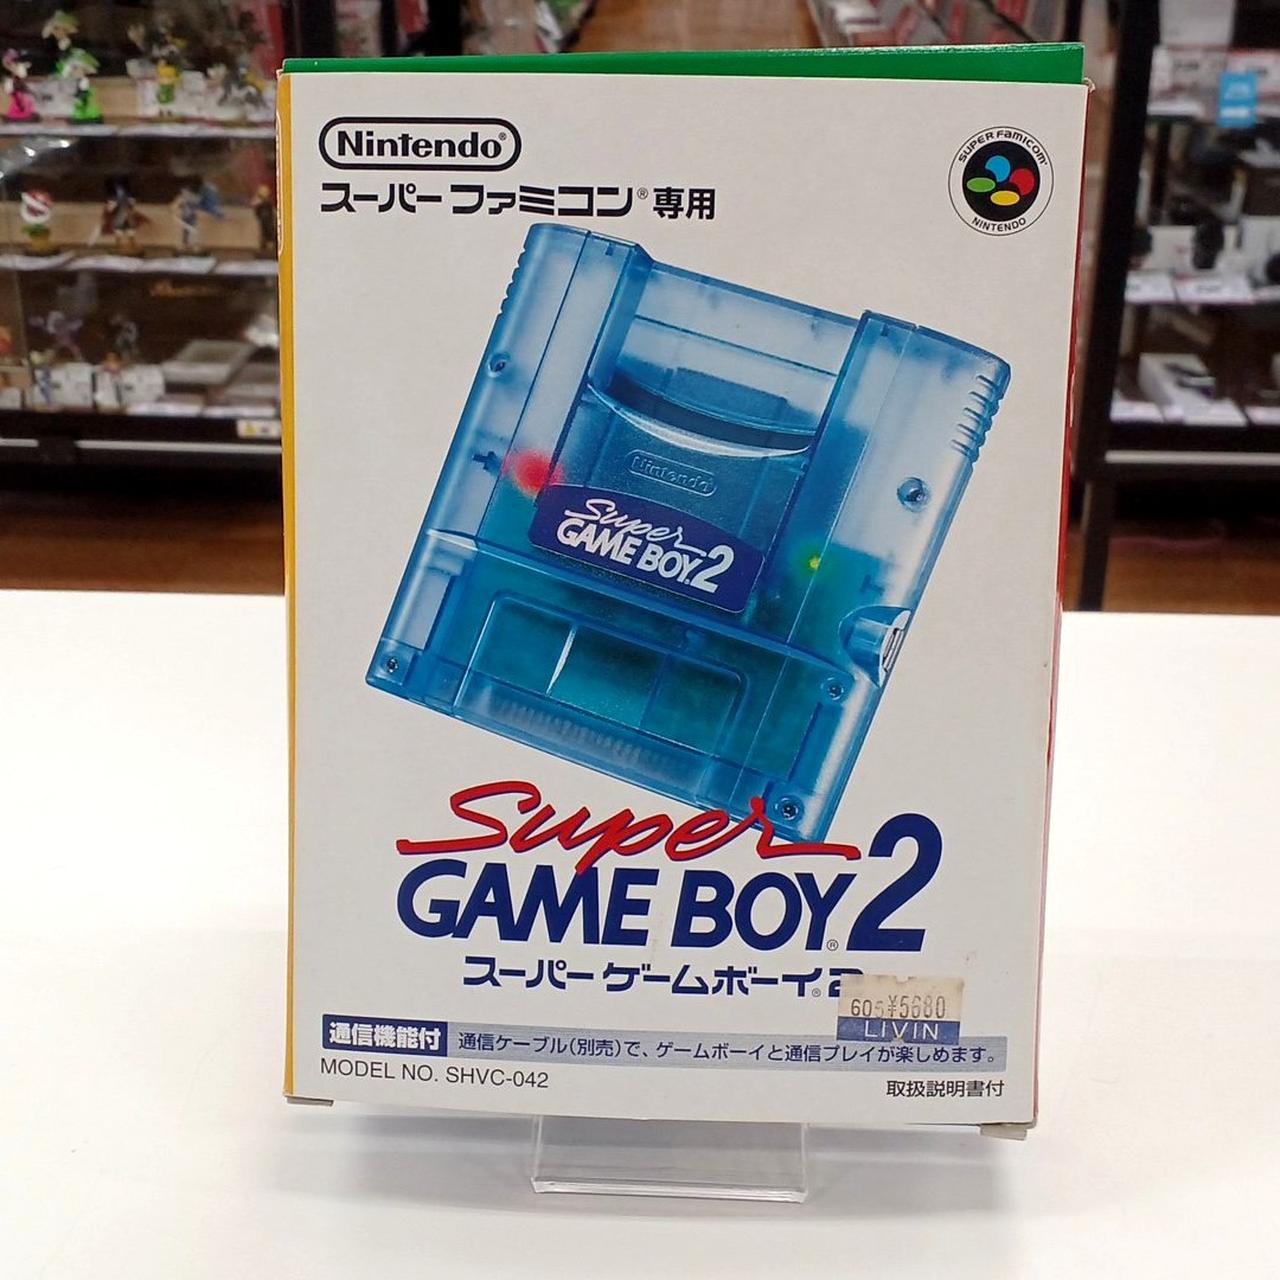 Nintendo®
スーパーファミコン®専用
SUPER FAMICOM
NINTENDO
Nintendo
Super
GAME BOY.2
Super
GAME BOY®2
スーパーゲームボーイ®2
605¥5680
LIVIN
通信機能付 通信ケーブル(別売)で、ゲームボーイと通信プレイが楽しめます。
MODEL NO. SHVC-042
取扱説明書付